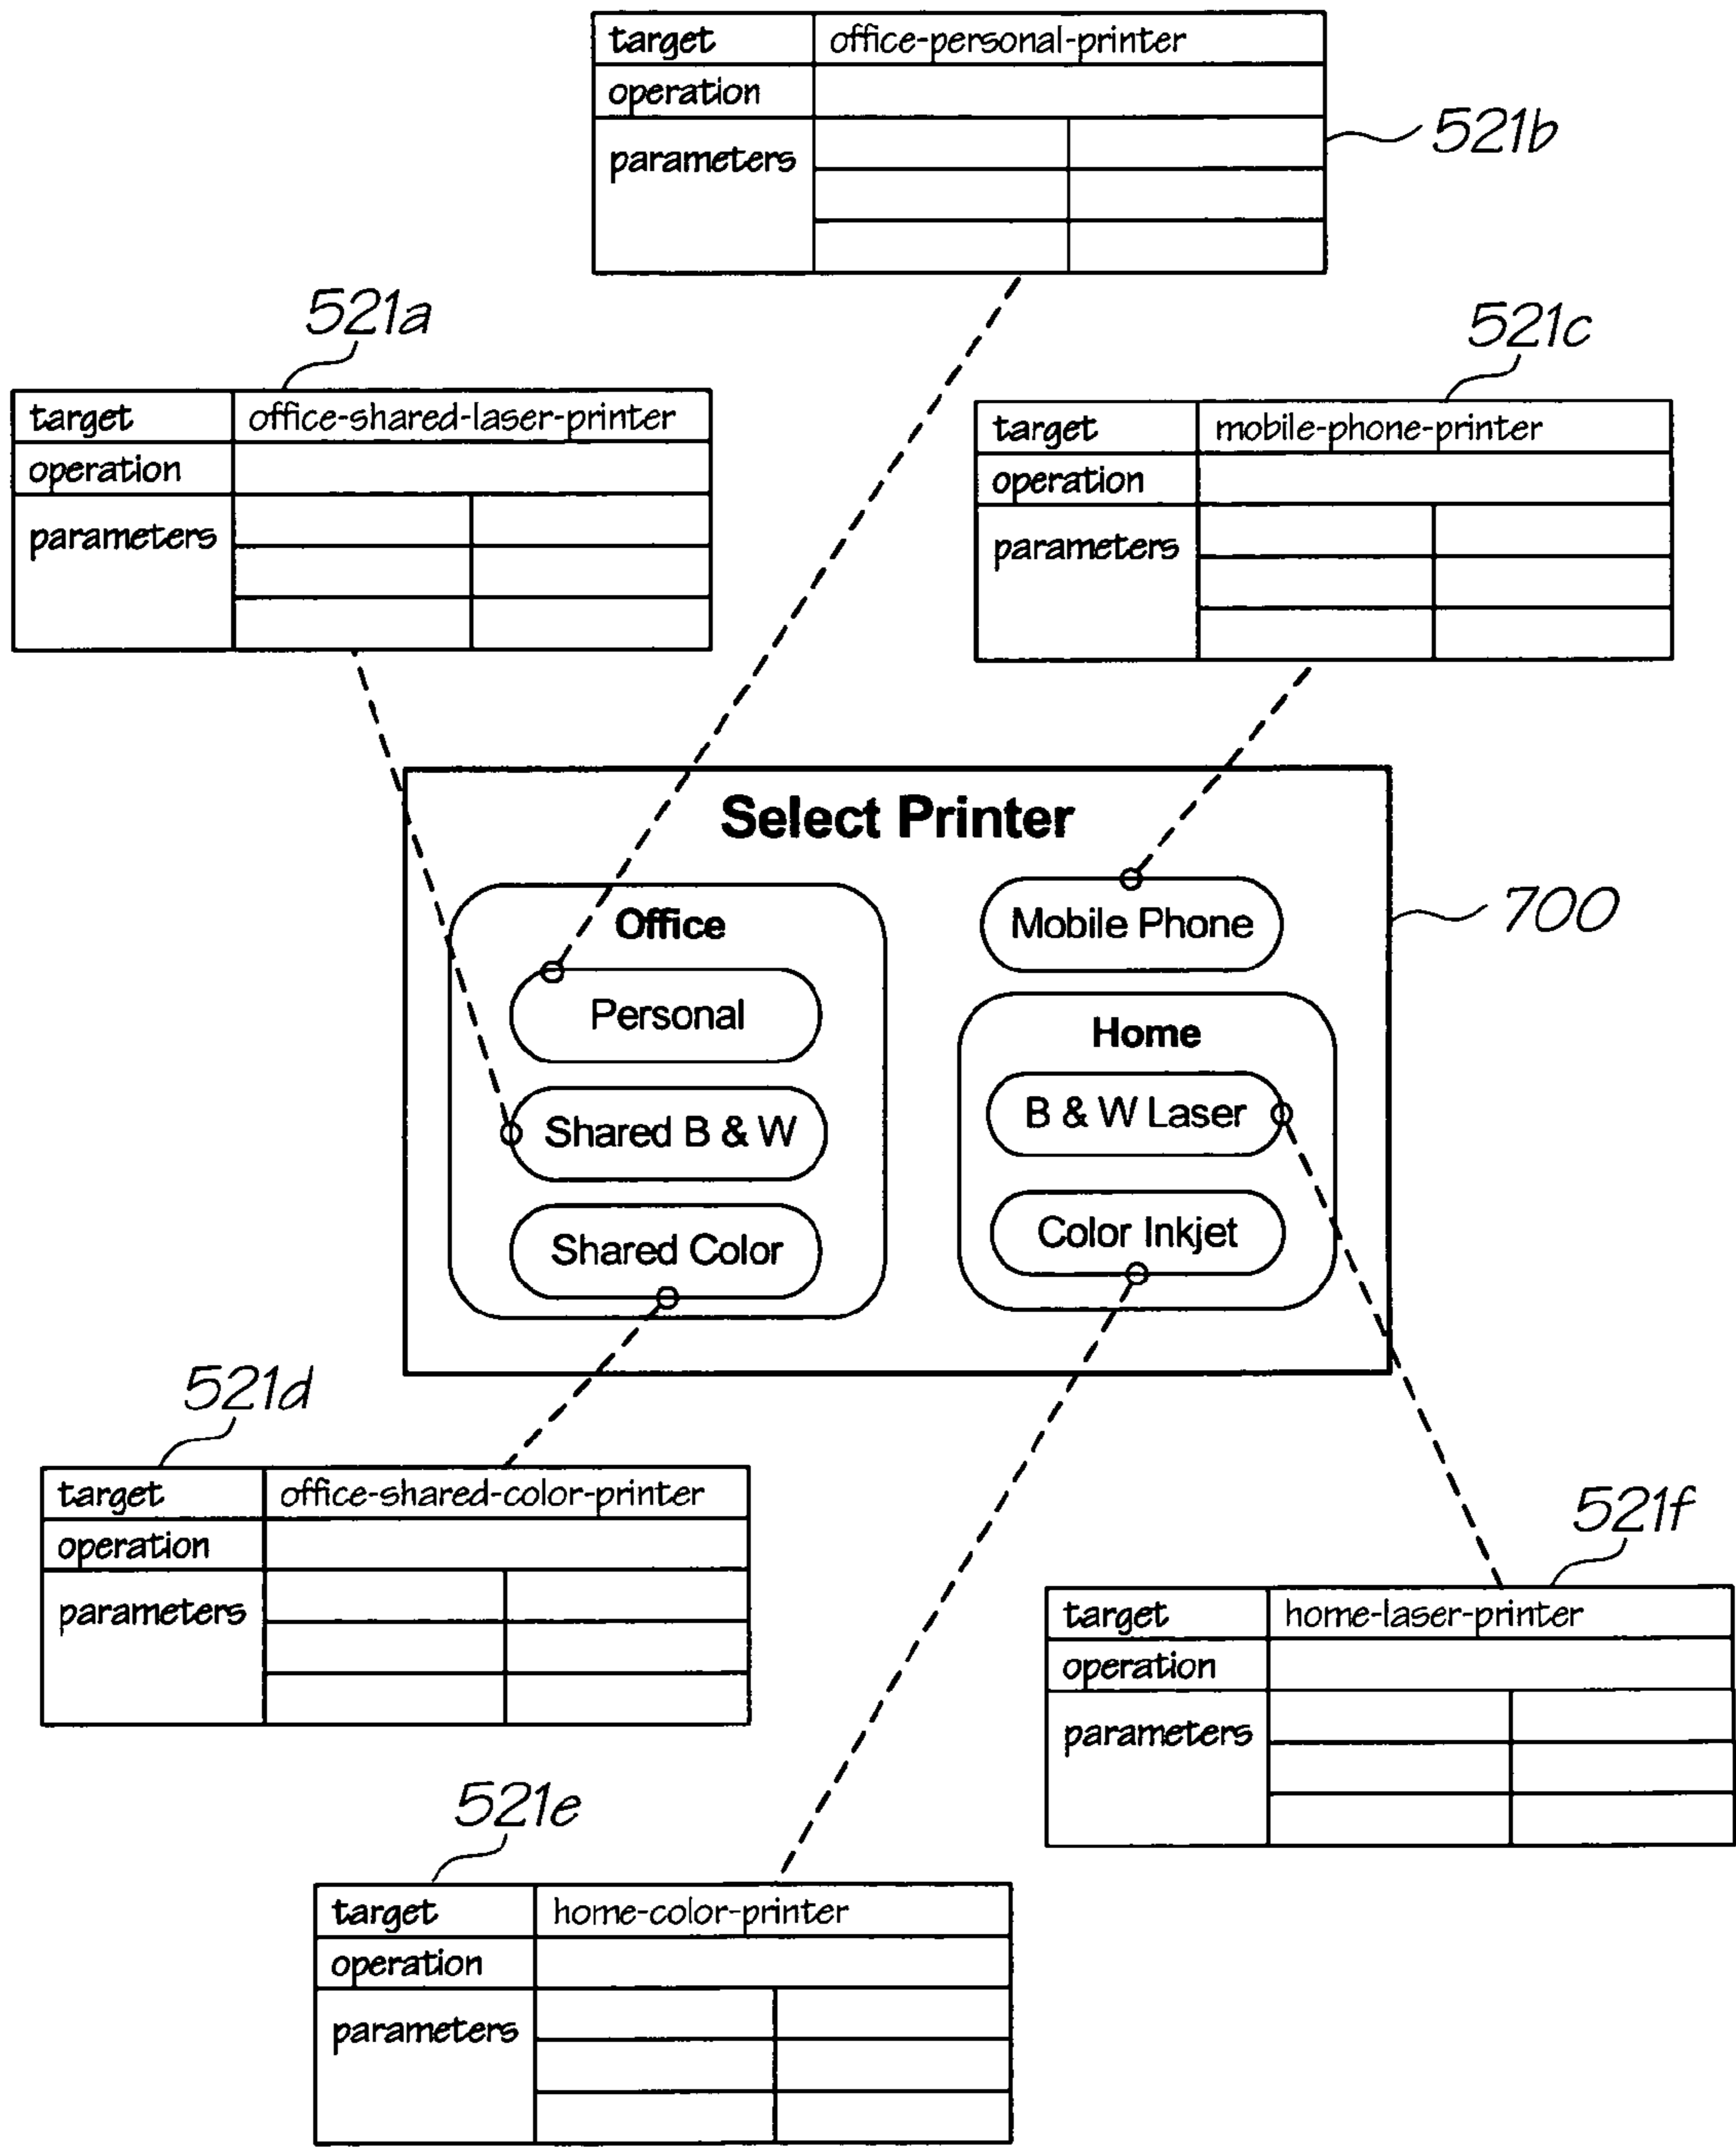 target office-personal-printer
operation
parameters
521b
521a
target office-shared-laser-printer
operation
parameters
521c
target mobile-phone-printer
operation
parameters
Select Printer
700
Office
Personal
Shared B & W
Shared Color
Mobile Phone
Home
B & W Laser
Color Inkjet
521d
target office-shared-color-printer
operation
parameters
521f
target home-laser-printer
operation
parameters
521e
target home-color-printer
operation
parameters